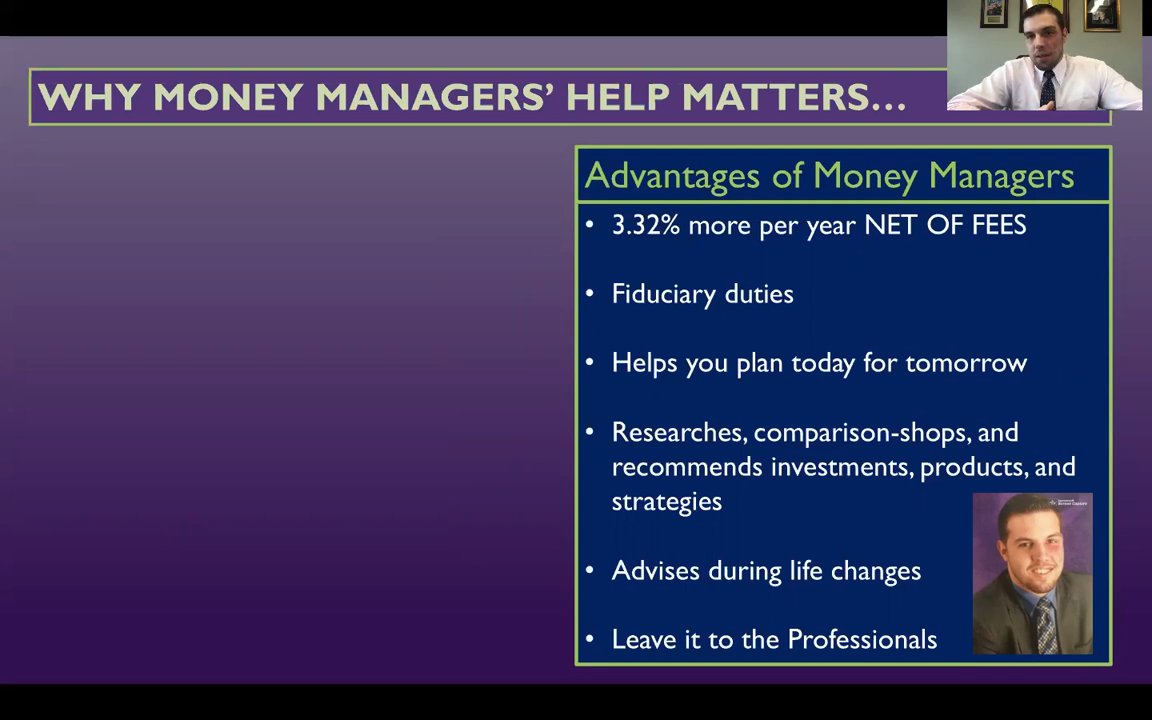 WHY MONEY MANAGERS’ HELP MATTERS…
Advantages of Money Managers
• 3.32% more per year NET OF FEES
• Fiduciary duties
• Helps you plan today for tomorrow
• Researches, comparison-shops, and
recommends investments, products, and
strategies
• Advises during life changes
• Leave it to the Professionals